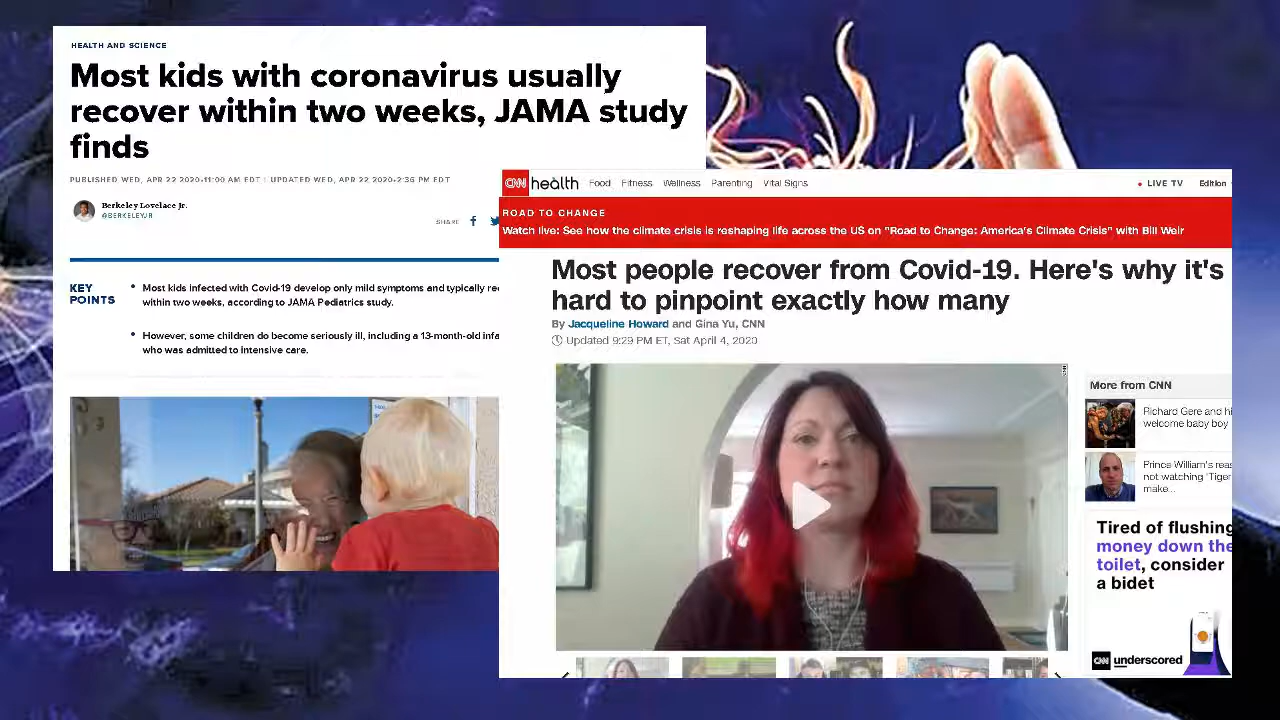 HEALTH AND SCIENCE
Most kids with coronavirus usually
recover within two weeks, JAMA study
finds
PUBLISHED WED, APR 22 2020•11:00 AM EDT | UPDATED WED, APR 22 2020•2:36 PM EDT
Berkeley Lovelace Jr.
@BERKELEYJR
SHARE
KEY
POINTS
• Most kids infected with Covid-19 develop only mild symptoms and typically rec
within two weeks, according to JAMA Pediatrics study.
• However, some children do become seriously ill, including a 13-month-old infa
who was admitted to intensive care.
CNN health Food Fitness Wellness Parenting Vital Signs • LIVE TV Edition
ROAD TO CHANGE
Watch live: See how the climate crisis is reshaping life across the US on "Road to Change: America's Climate Crisis" with Bill Weir
Most people recover from Covid-19. Here's why it's
hard to pinpoint exactly how many
By Jacqueline Howard and Gina Yu, CNN
Updated 9:29 PM ET, Sat April 4, 2020
CNN
More from CNN
Richard Gere and hi
welcome baby boy
Prince William's reas
not watching 'Tiger
make...
Tired of flushing
money down the
toilet, consider
a bidet
CNN underscored